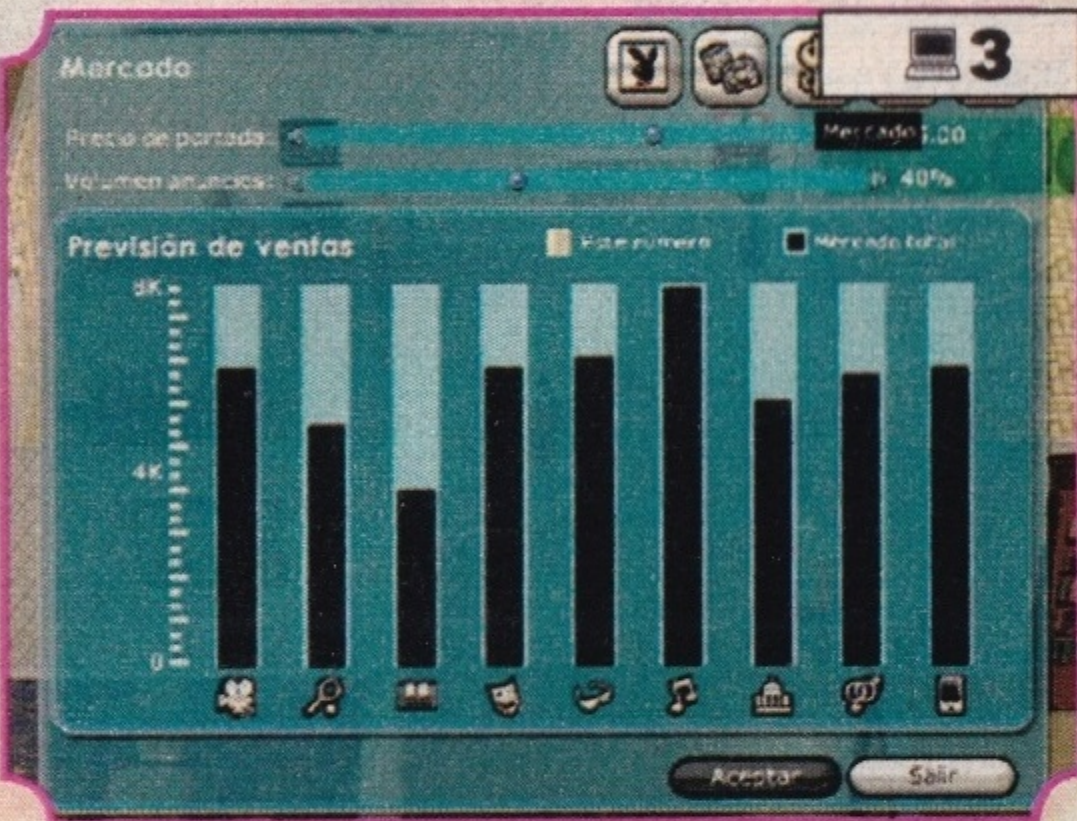 3
Mercado
Precio de portada:
Mercado
5.00
Volumen anuncios:
40%
Previsión de ventas
Este número
Mercado total
8K
4K
0
Aceptar
Salir